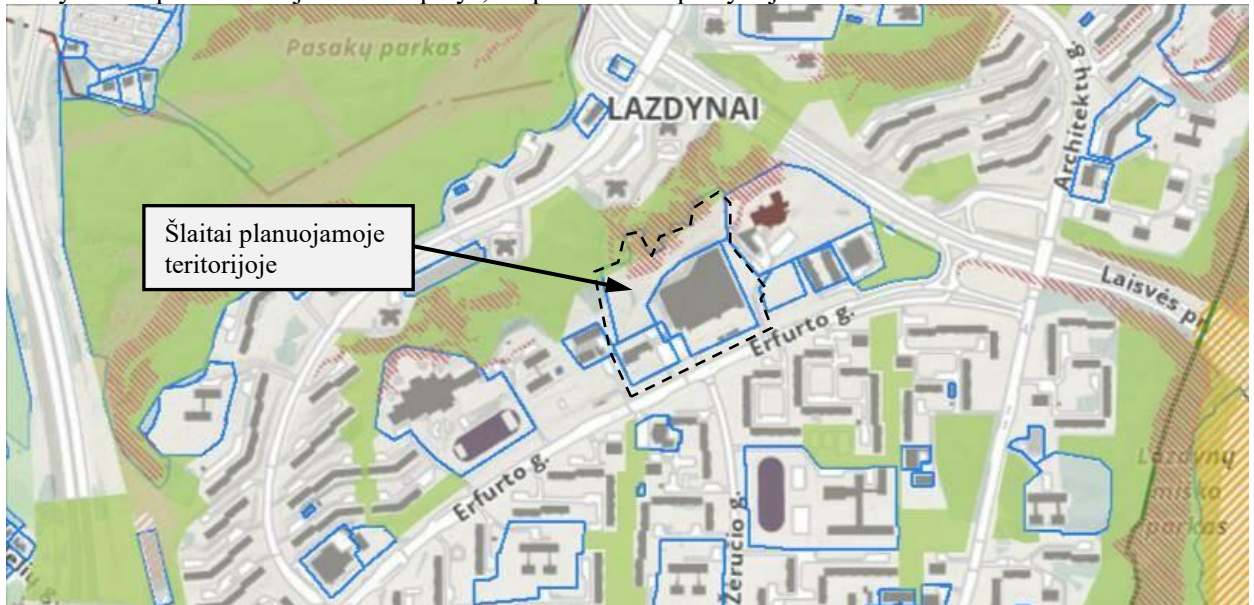 Pasakų parkas
LAZDYNAI
Architektų g.
Šlaitai planuojamoje
teritorijoje
Laisvės pr.
Erfurto g.
Erfurto g.
Žėručio g.
Lazdynų
miško
parkas